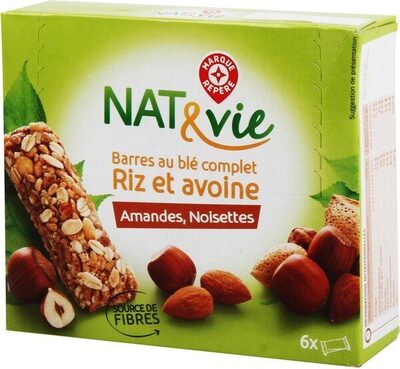 MARQUE
REPÈRE
Suggestion de présentation
NAT&vie
Barres au blé complet
Riz et avoine
Amandes, Noisettes
SOURCE DE
FIBRES
6x